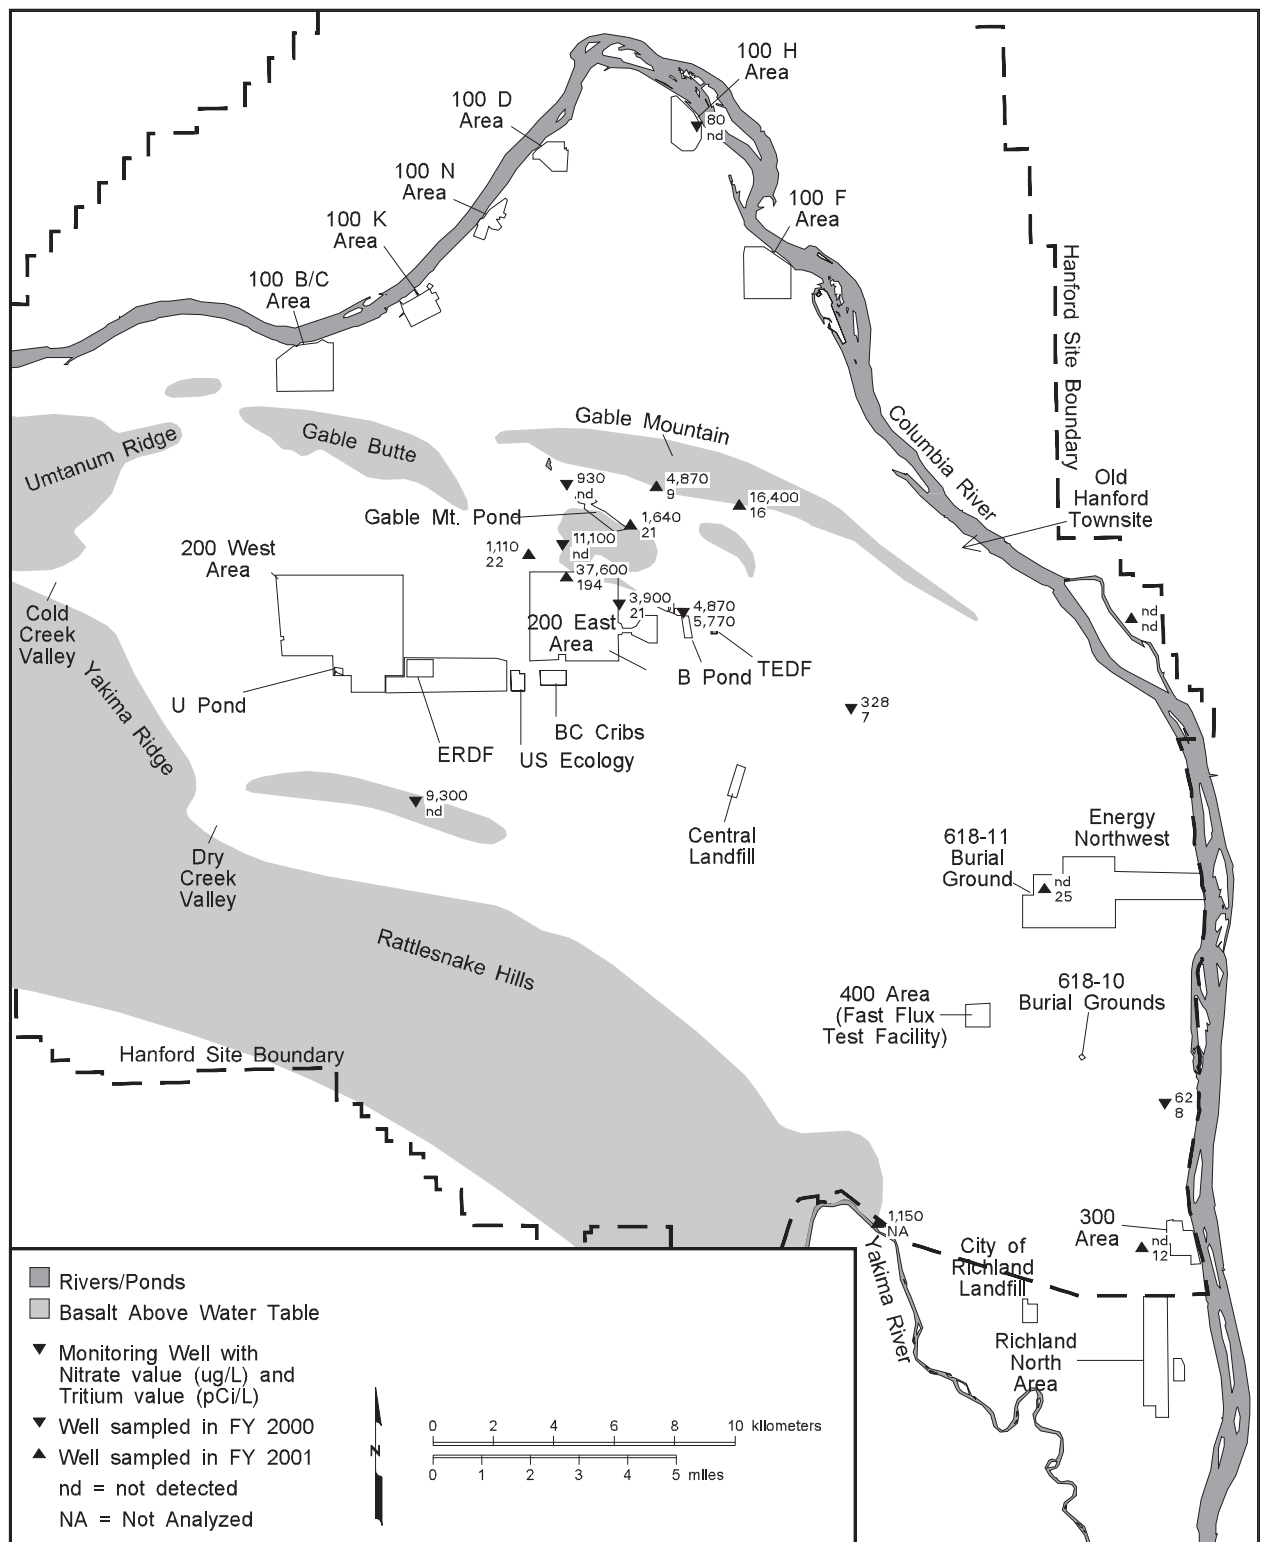 100 H
Area
100 D
Area
80
nd
100 N
Area
100 F
Area
100 K
Area
100 B/C
Area
Hanford Site Boundary
Gable Mountain
Columbia River
Gable Butte
Umtanum Ridge
Old
Hanford
Townsite
930
nd
4,870
9
16,400
16
Gable Mt. Pond
1,640
21
11,100
nd
1,110
22
200 West
Area
37,600
194
3,900
21
4,870
5,770
200 East
Area
nd
nd
Cold
Creek
Valley
Yakima Ridge
B Pond
TEDF
U Pond
328
7
BC Cribs
ERDF
US Ecology
9,300
nd
Central
Landfill
Energy
Northwest
618-11
Burial
Ground
nd
25
Dry
Creek
Valley
Rattlesnake Hills
400 Area
(Fast Flux
Test Facility)
618-10
Burial Grounds
Hanford Site Boundary
62
8
1,150
NA
300
Area
nd
12
City of
Richland
Landfill
Yakima River
Richland
North
Area
Rivers/Ponds
Basalt Above Water Table
Monitoring Well with
Nitrate value (ug/L) and
Tritium value (pCi/L)
Well sampled in FY 2000
Well sampled in FY 2001
nd = not detected
NA = Not Analyzed
N
0 2 4 6 8 10 kilometers
0 1 2 3 4 5 miles